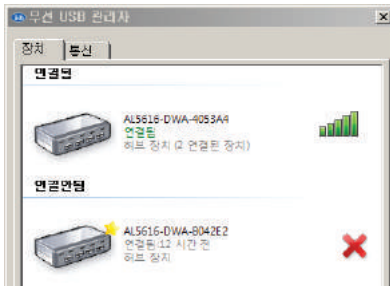 무선 USB 관리자
장치
통신
연결됨
AL5616-DWA-4053A4
연결됨
허브 장치 (2 연결된 장치)
연결안됨
AL5616-DWA-8042E2
연결됨:12 시간 전
허브 장치